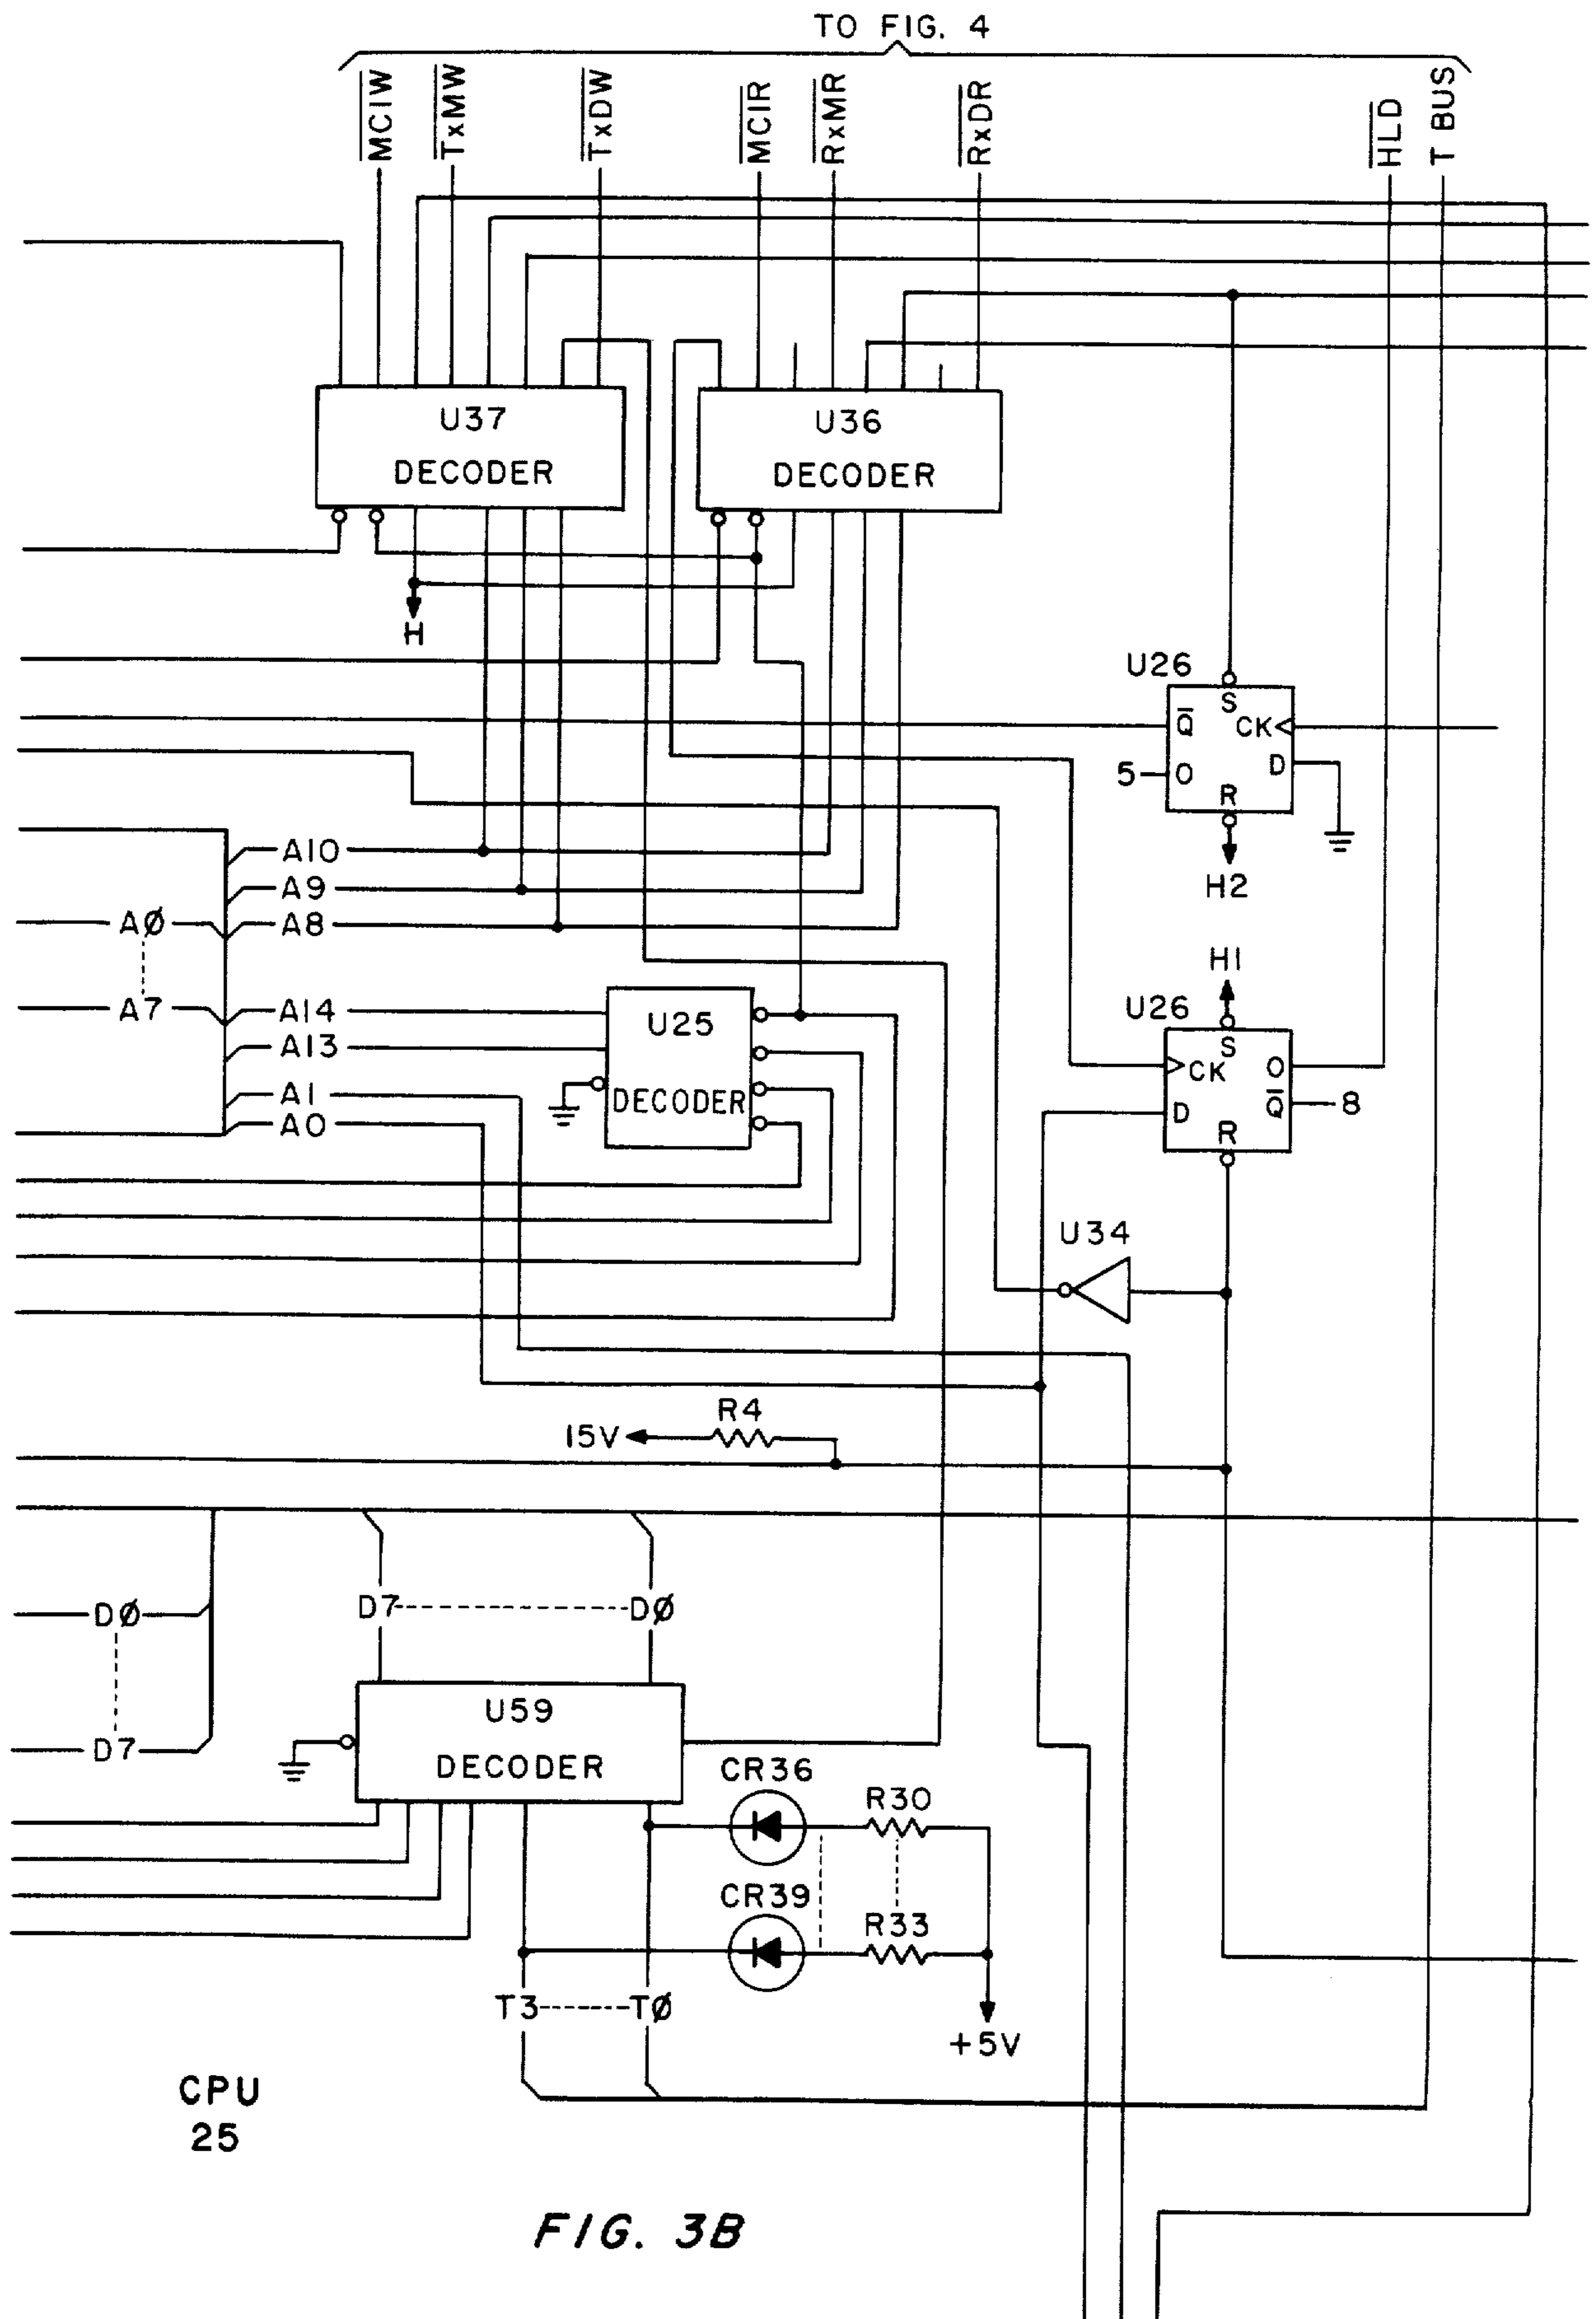 TO FIG. 4
MCIW
TxMW
TxDW
MCIR
RxMR
RxDR
HLD
T BUS
U37
DECODER
U36
DECODER
H
U26
S
Q̅
CK
5
O
D
R
H2
A10
A9
AØ
A8
A7
A14
A13
A1
A0
U25
DECODER
H1
U26
S
CK
O
D
Q̅
8
R
U34
R4
15V
D7
DØ
DØ
D7
U59
DECODER
CR36
R30
CR39
R33
T3
TØ
+5V
CPU
25
FIG. 3B